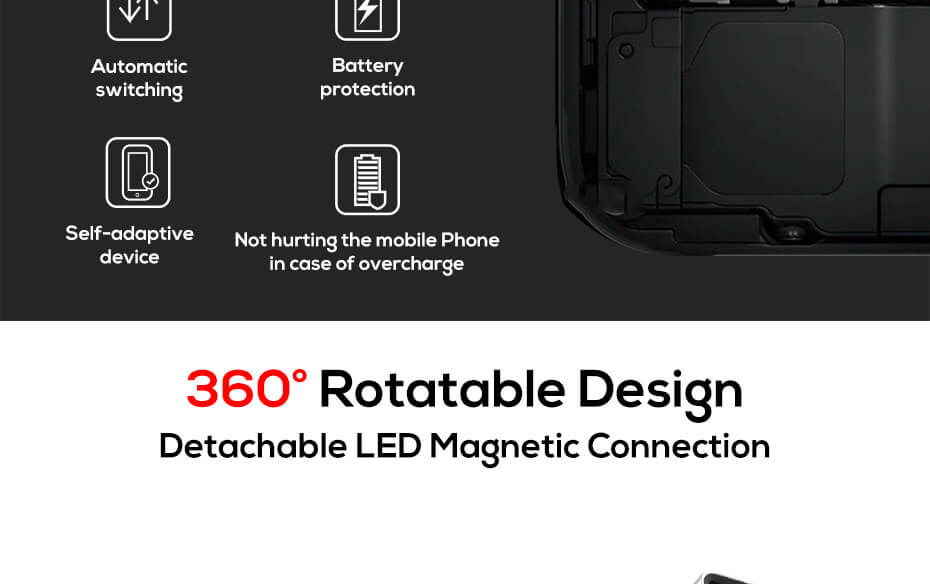 Automatic
switching
Battery
protection
Self-adaptive
device
Not hurting the mobile Phone
in case of overcharge
360° Rotatable Design
Detachable LED Magnetic Connection